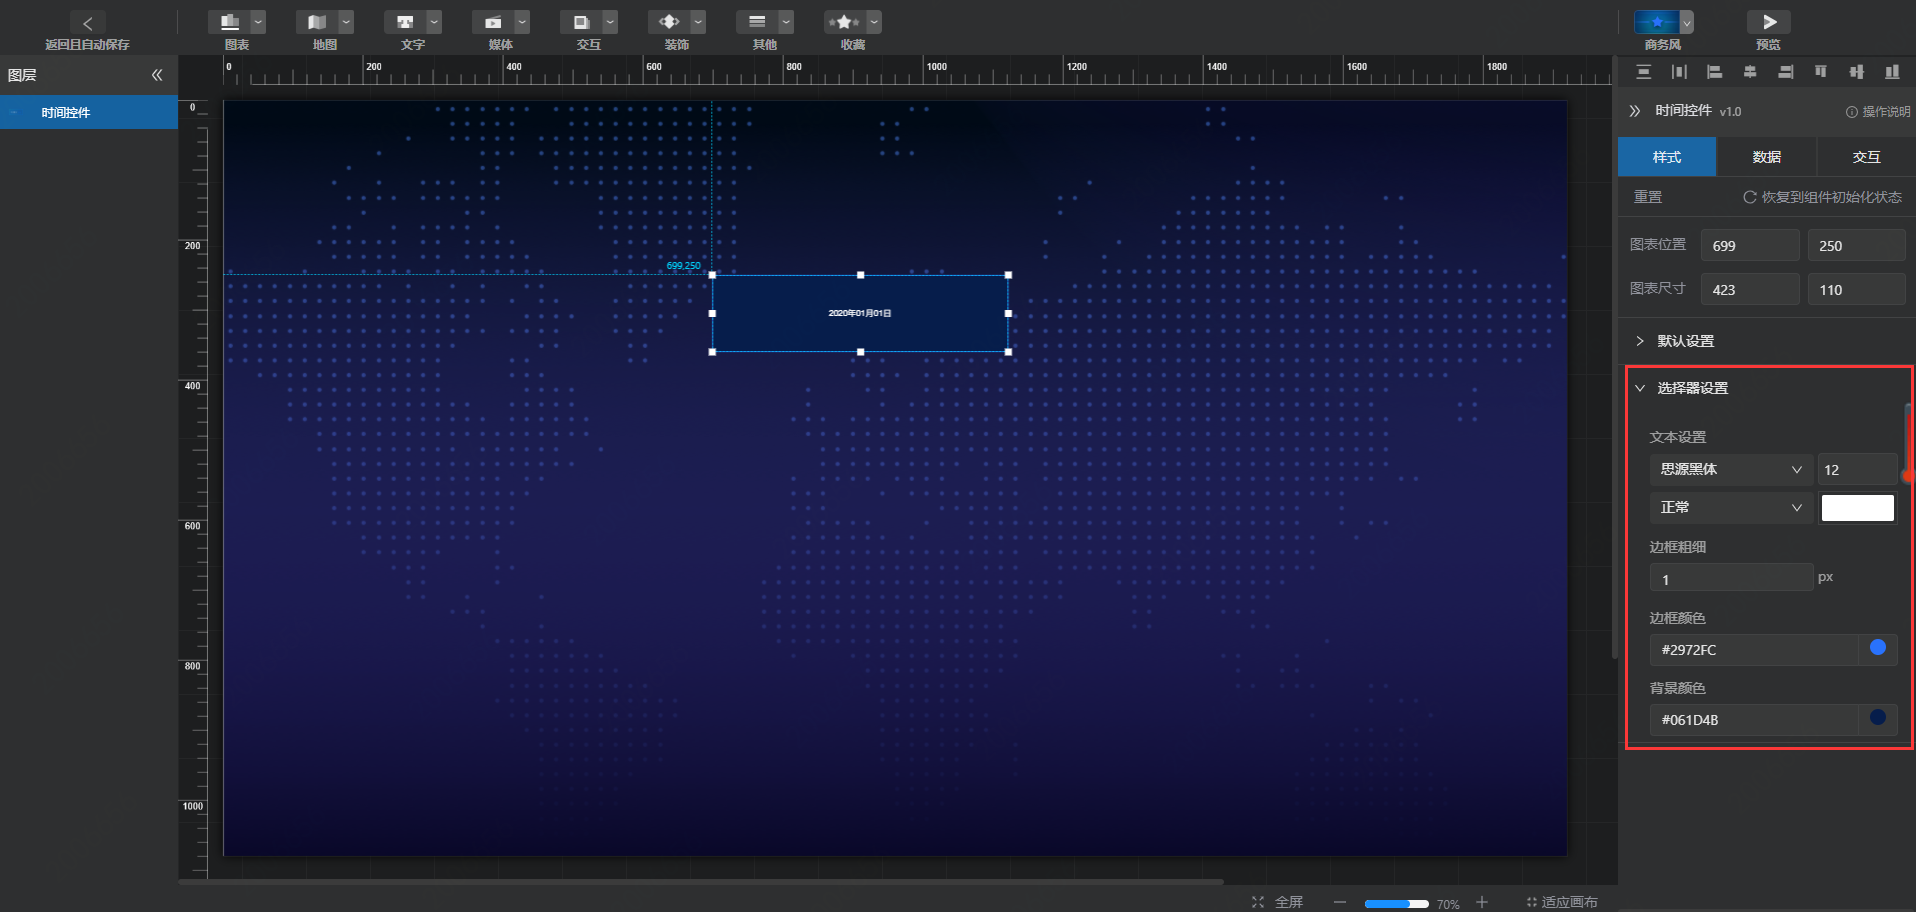 返回且自动保存
图表
地图
文字
媒体
交互
装饰
其他
收藏
商务风
预览
图层
时间控件
0 200 400 600 800 1000 1200 1400 1600 1800
0
200
400
600
800
1000
699,250
2020年01月01日
时间控件 v1.0 操作说明
样式 数据 交互
重置 恢复到组件初始化状态
图表位置 699 250
图表尺寸 423 110
默认设置
选择器设置
文本设置
思源黑体 12
正常
边框粗细
1 px
边框颜色
#2972FC
背景颜色
#061D4B
全屏 70% 适应画布